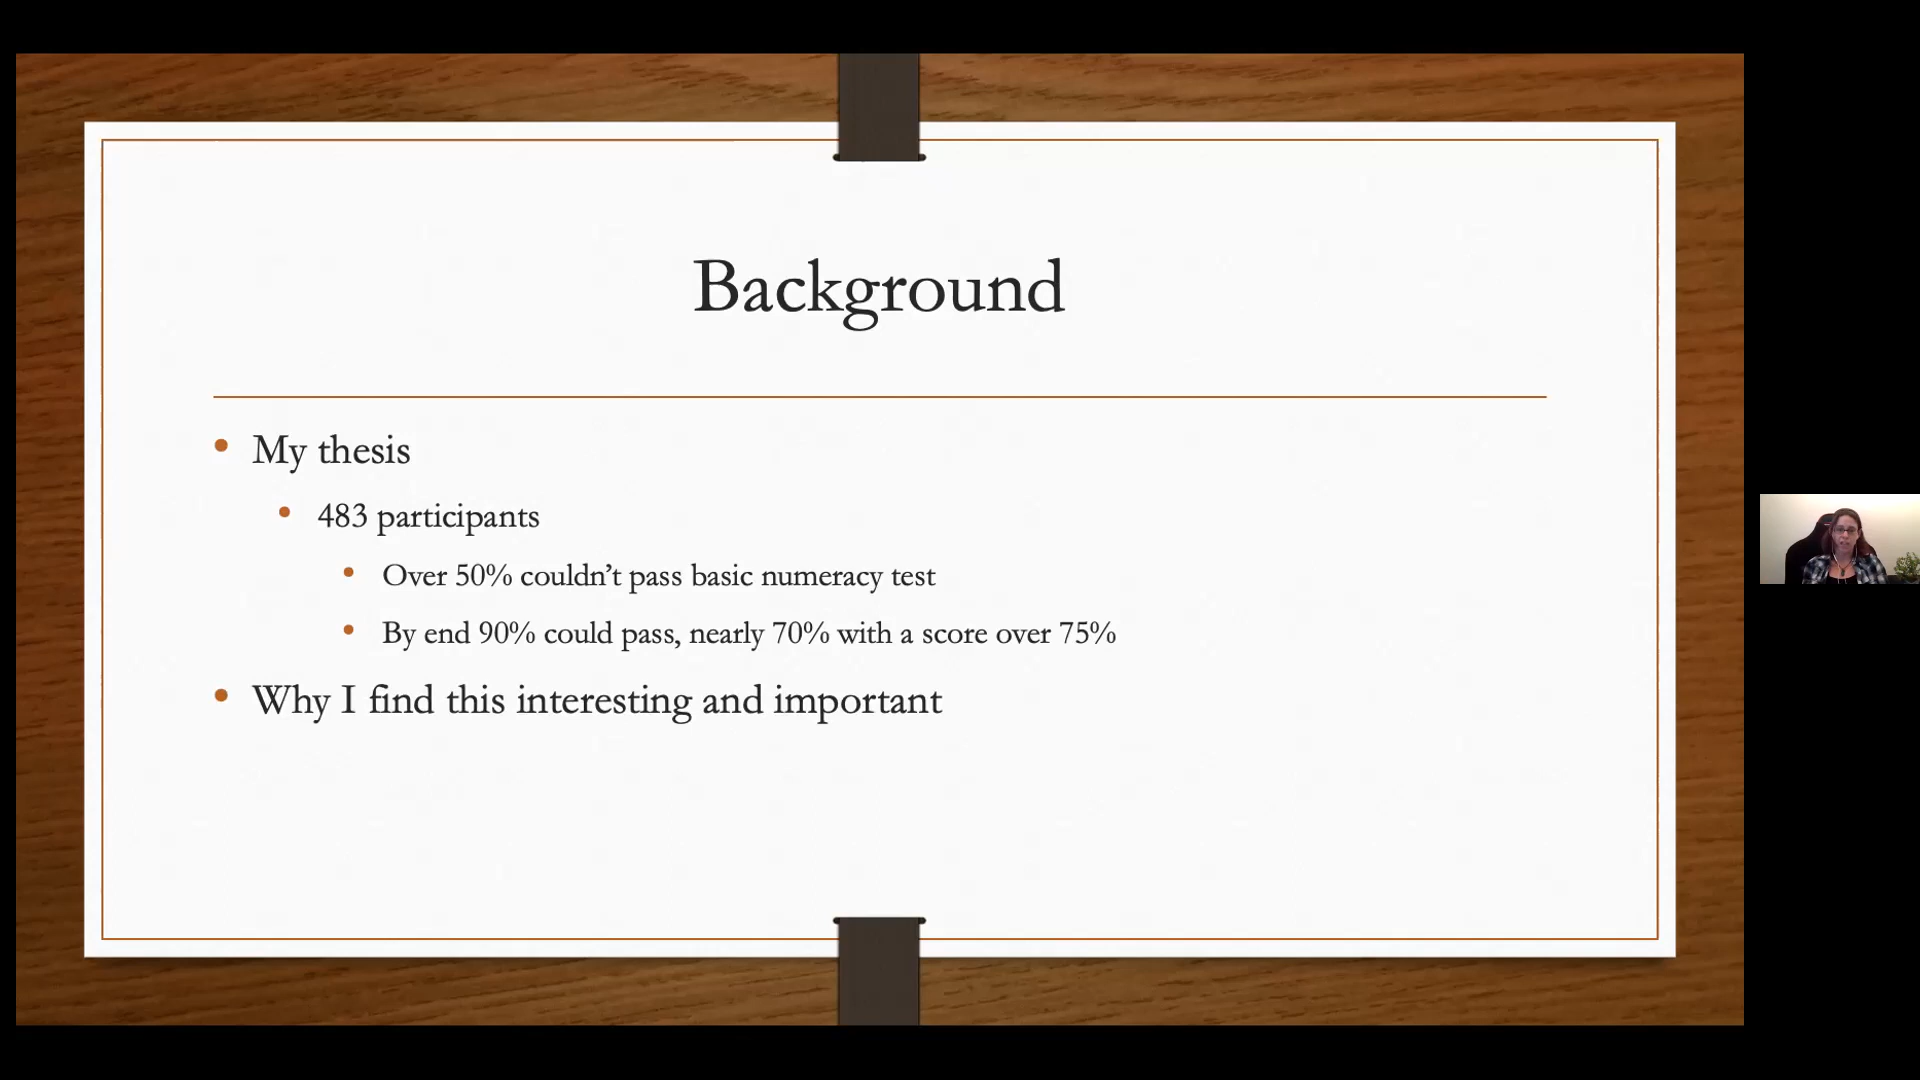 Background
• My thesis
• 483 participants
• Over 50% couldn’t pass basic numeracy test
• By end 90% could pass, nearly 70% with a score over 75%
• Why I find this interesting and important